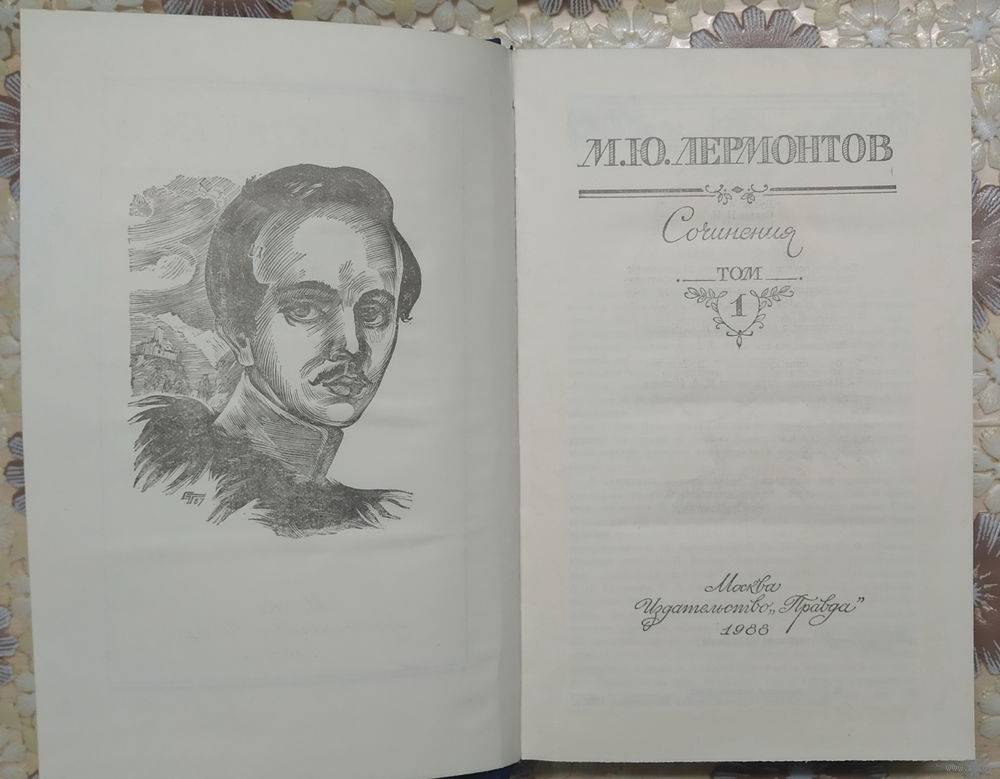 М.Ю. ЛЕРМОНТОВ
Сочинения
ТОМ
1
Москва
Издательство „Правда”
1988